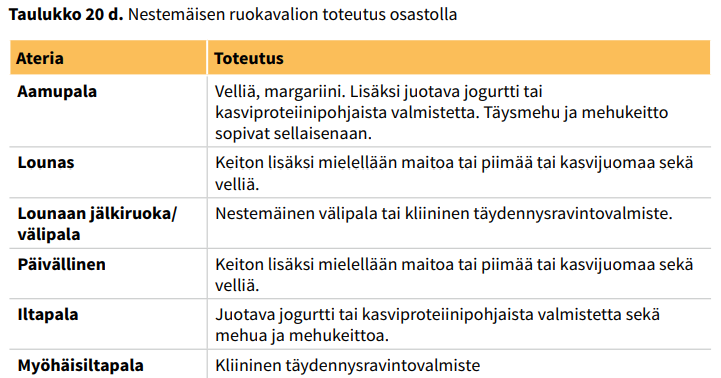 Taulukko 20 d. Nestemäisen ruokavalion toteutus osastolla
Ateria Toteutus
Aamupala Velliä, margariini. Lisäksi juotava jogurtti tai
kasviproteiinipohjaista valmistetta. Täysmehu ja mehukeitto
sopivat sellaisenaan.
Lounas Keiton lisäksi mielellään maitoa tai piimää tai kasvijuomaa sekä
velliä.
Lounaan jälkiruoka/ Nestemäinen välipala tai kliininen täydennysravintovalmiste.
välipala
Päivällinen Keiton lisäksi mielellään maitoa tai piimää tai kasvijuomaa sekä
velliä.
Iltapala Juotava jogurtti tai kasviproteiinipohjaista valmistetta sekä
mehua ja mehukeittoa.
Myöhäisiltapala Kliininen täydennysravintovalmiste